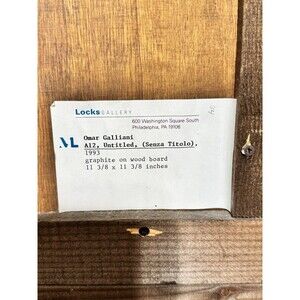 Locks GALLERY
600 Washington Square South
Philadelphia, PA 19106
Omar Galliani
A12, Untitled, (Senza Titolo),
1993
graphite on wood board
11 3/8 x 11 3/8 inches